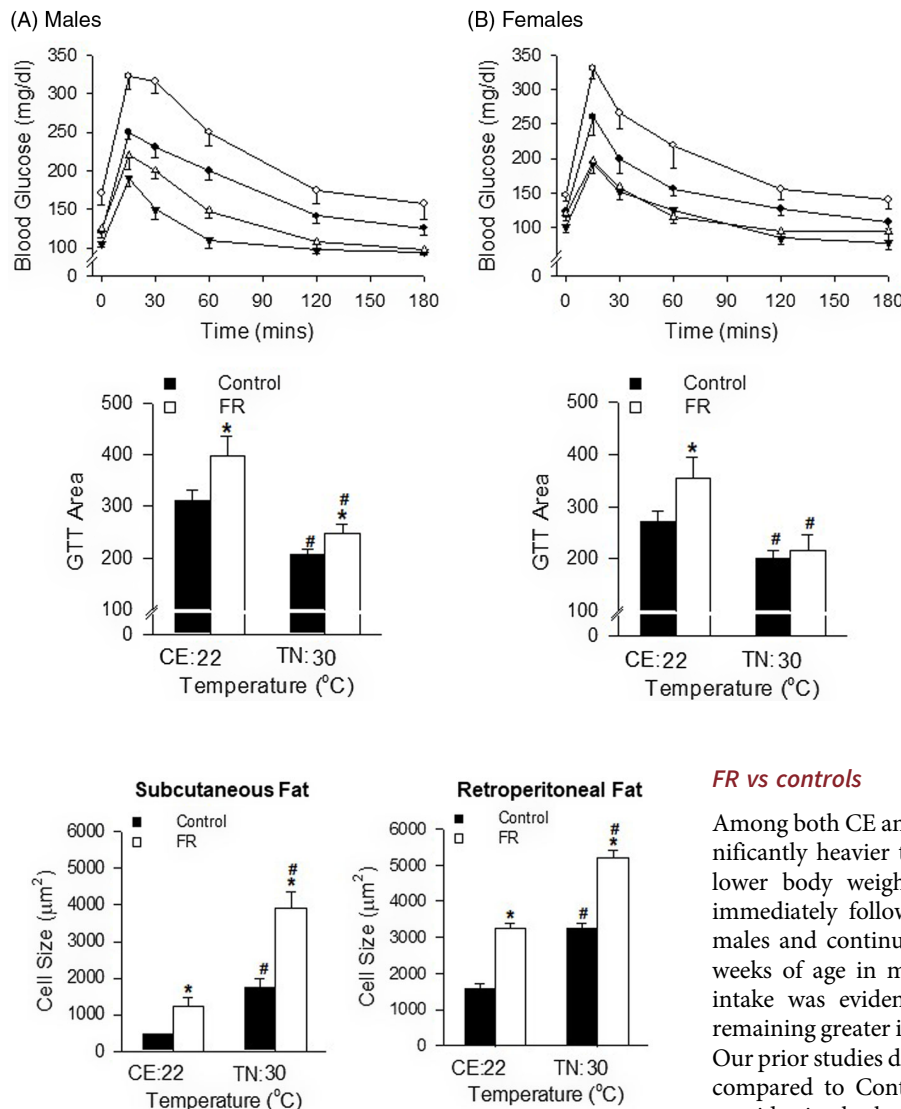 (A) Males
(B) Females
350
300
250
200
150
100
0
Blood Glucose (mg/dl)
0 30 60 90 120 150 180
Time (mins)
350
300
250
200
150
100
0
Blood Glucose (mg/dl)
0 30 60 90 120 150 180
Time (mins)
Control
FR
500
400
300
200
100
0
GTT Area
*
#
#
*
CE:22 TN:30
Temperature (°C)
Control
FR
500
400
300
200
100
0
GTT Area
*
#
#
CE:22 TN:30
Temperature (°C)
Subcutaneous Fat
Control
FR
6000
5000
4000
3000
2000
1000
0
Cell Size (μm²)
*
#
#
*
CE:22 TN:30
Temperature (°C)
Retroperitoneal Fat
Control
FR
6000
5000
4000
3000
2000
1000
0
Cell Size (μm²)
*
#
#
*
CE:22 TN:30
Temperature (°C)
FR vs controls
Among both CE an
nificantly heavier t
lower body weigh
immediately follow
males and continu
weeks of age in m
intake was eviden
remaining greater i
Our prior studies d
compared to Cont